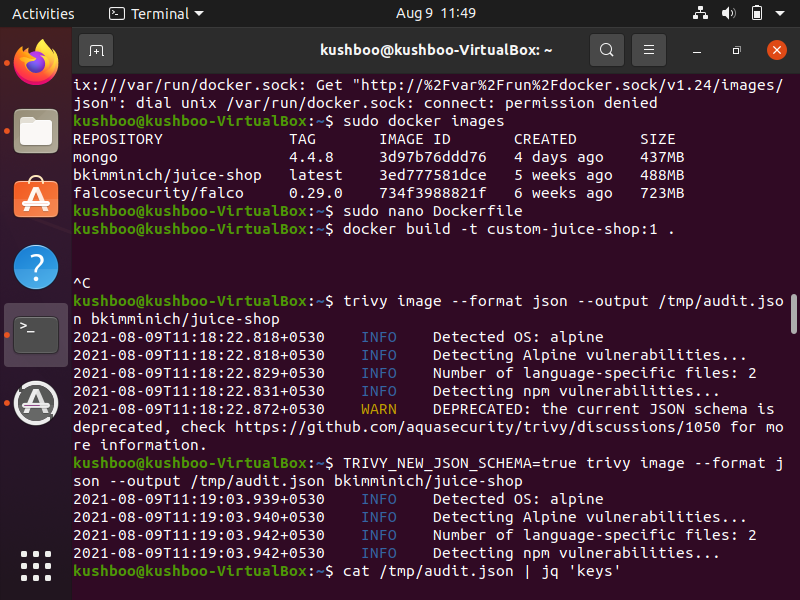 Activities
Terminal
Aug 9 11:49
kushboo@kushboo-VirtualBox: ~
ix:///var/run/docker.sock: Get "http://%2Fvar%2Frun%2Fdocker.sock/v1.24/images/
json": dial unix /var/run/docker.sock: connect: permission denied
kushboo@kushboo-VirtualBox:~$ sudo docker images
REPOSITORY TAG IMAGE ID CREATED SIZE
mongo 4.4.8 3d97b76ddd76 4 days ago 437MB
bkimminich/juice-shop latest 3ed777581dce 5 weeks ago 488MB
falcosecurity/falco 0.29.0 734f3988821f 6 weeks ago 723MB
kushboo@kushboo-VirtualBox:~$ sudo nano Dockerfile
kushboo@kushboo-VirtualBox:~$ docker build -t custom-juice-shop:1 .
^C
kushboo@kushboo-VirtualBox:~$ trivy image --format json --output /tmp/audit.jso
n bkimminich/juice-shop
2021-08-09T11:18:22.818+0530 INFO Detected OS: alpine
2021-08-09T11:18:22.818+0530 INFO Detecting Alpine vulnerabilities...
2021-08-09T11:18:22.829+0530 INFO Number of language-specific files: 2
2021-08-09T11:18:22.831+0530 INFO Detecting npm vulnerabilities...
2021-08-09T11:18:22.872+0530 WARN DEPRECATED: the current JSON schema is
deprecated, check https://github.com/aquasecurity/trivy/discussions/1050 for mo
re information.
kushboo@kushboo-VirtualBox:~$ TRIVY_NEW_JSON_SCHEMA=true trivy image --format j
son --output /tmp/audit.json bkimminich/juice-shop
2021-08-09T11:19:03.939+0530 INFO Detected OS: alpine
2021-08-09T11:19:03.940+0530 INFO Detecting Alpine vulnerabilities...
2021-08-09T11:19:03.942+0530 INFO Number of language-specific files: 2
2021-08-09T11:19:03.942+0530 INFO Detecting npm vulnerabilities...
kushboo@kushboo-VirtualBox:~$ cat /tmp/audit.json | jq 'keys'